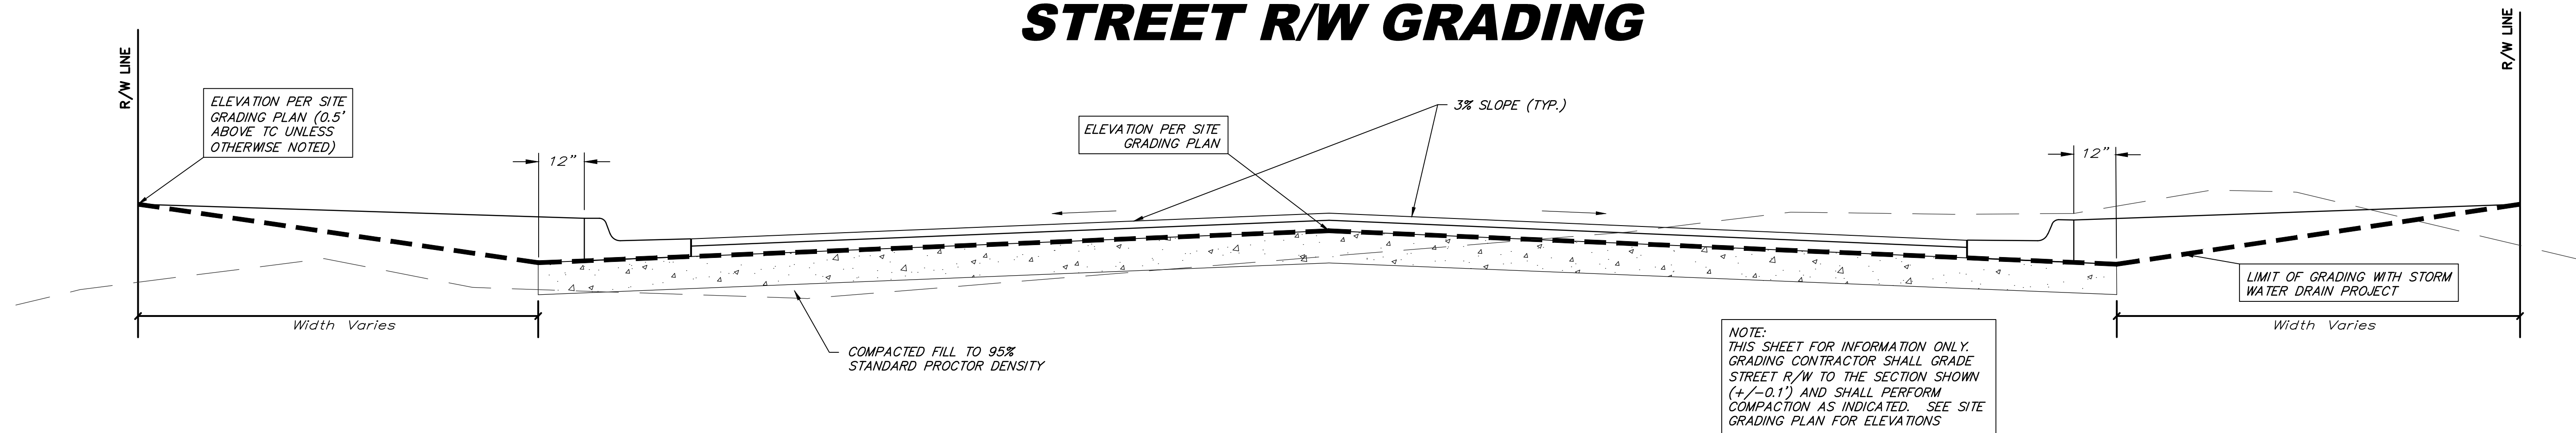 STREET R/W GRADING
R/W LINE
R/W LINE
ELEVATION PER SITE
GRADING PLAN (0.5'
ABOVE TC UNLESS
OTHERWISE NOTED)
3% SLOPE (TYP.)
ELEVATION PER SITE
GRADING PLAN
12"
12"
LIMIT OF GRADING WITH STORM
WATER DRAIN PROJECT
Width Varies
Width Varies
COMPACTED FILL TO 95%
STANDARD PROCTOR DENSITY
NOTE:
THIS SHEET FOR INFORMATION ONLY.
GRADING CONTRACTOR SHALL GRADE
STREET R/W TO THE SECTION SHOWN
(+/-0.1') AND SHALL PERFORM
COMPACTION AS INDICATED. SEE SITE
GRADING PLAN FOR ELEVATIONS